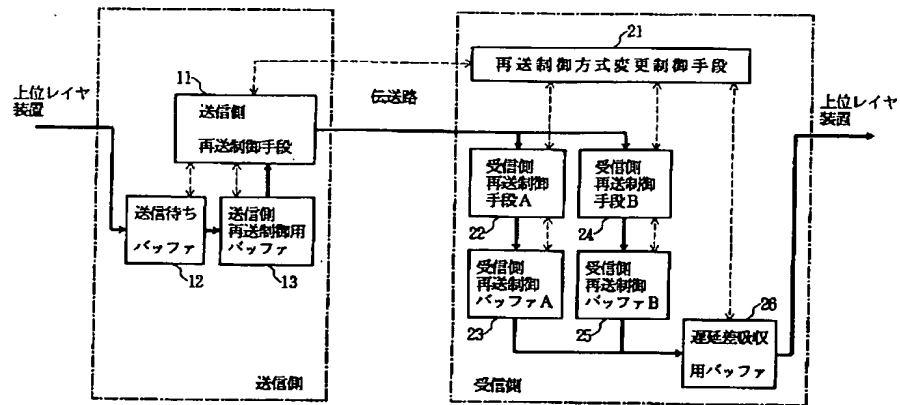 21
再送制御方式変更制御手段
11
送信側
再送制御手段
伝送路
上位レイヤ
装置
上位レイヤ
装置
受信側
再送制御
手段A
22
受信側
再送制御
手段B
24
送信待ち
バッファ
12
送信側
再送制御用
バッファ
13
受信側
再送制御
バッファA
23
受信側
再送制御
バッファB
25
26
遅延差吸収
用バッファ
送信側
受信側